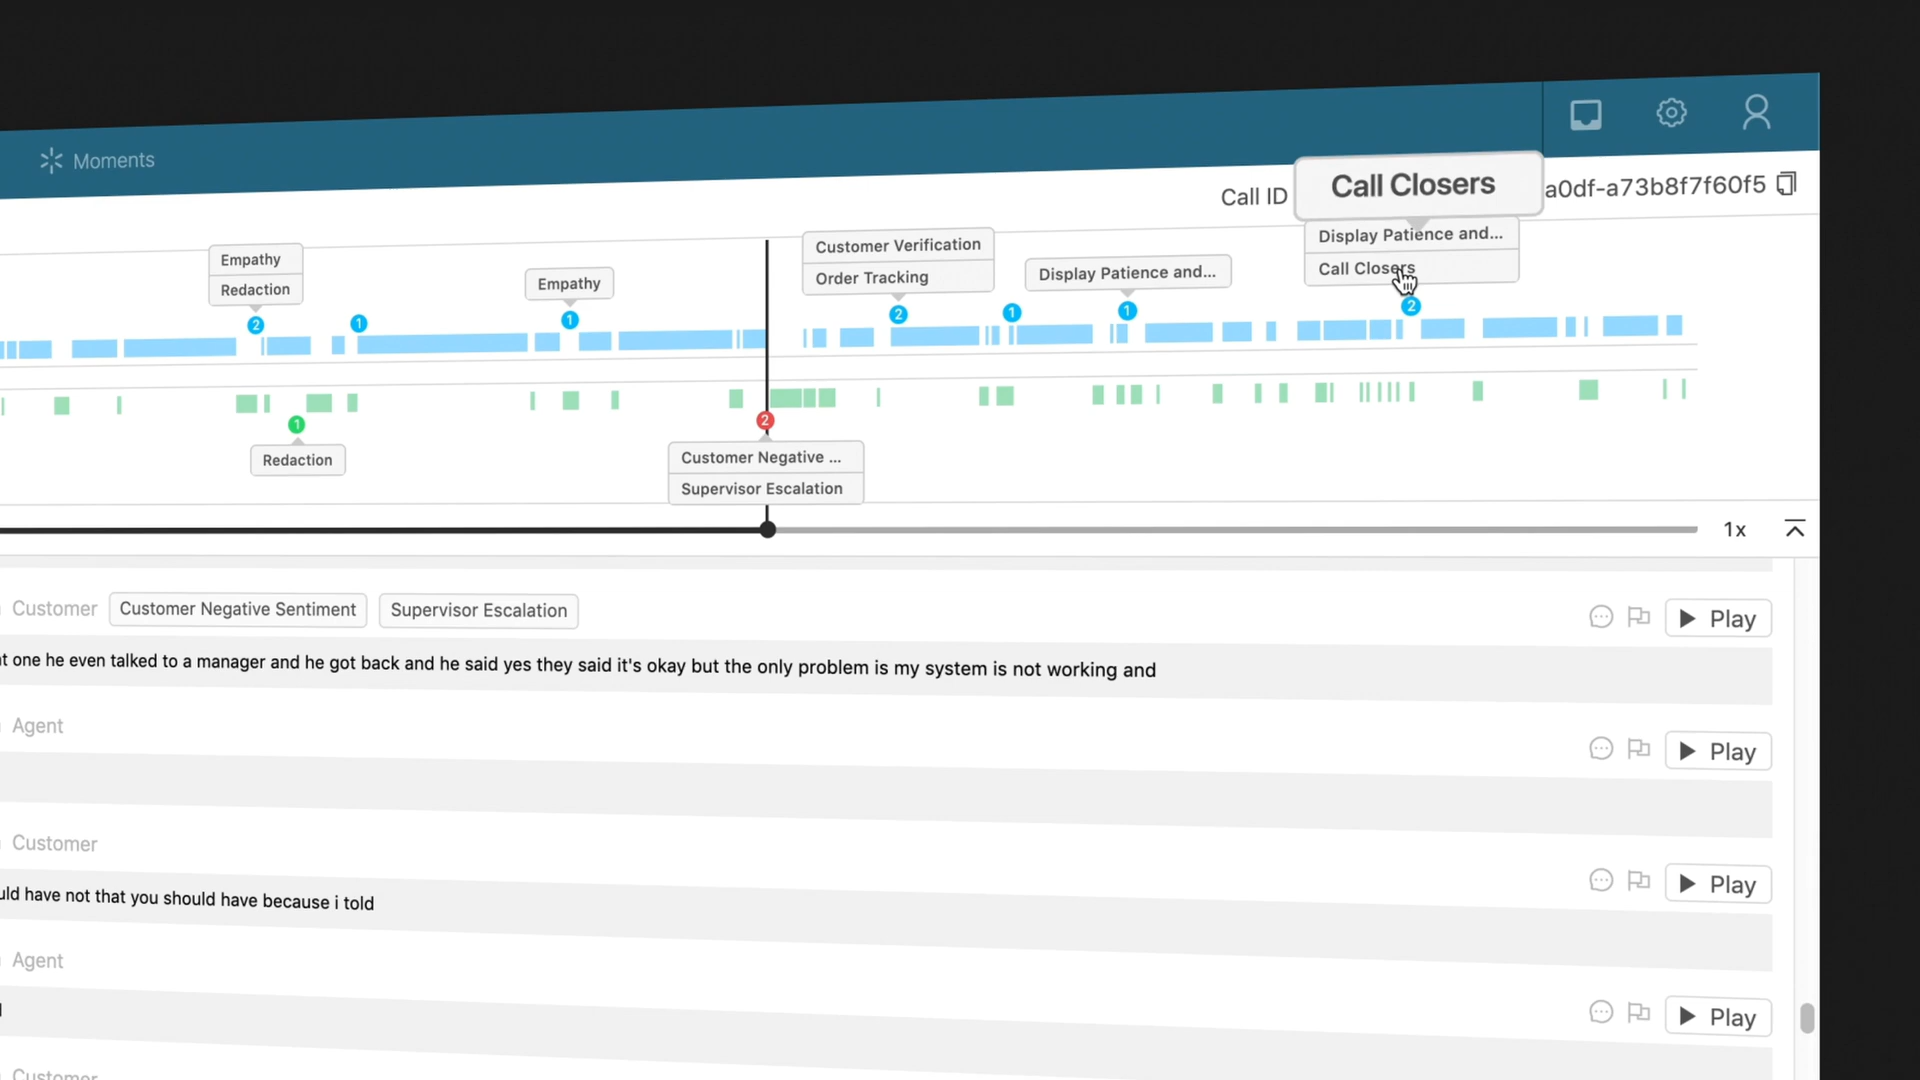 Moments
Call ID
Call Closers
a0df-a73b8f7f60f5
Empathy
Redaction
Empathy
Customer Verification
Order Tracking
Display Patience and...
Display Patience and...
Call Closers
2
1
1
2
1
1
2
1
2
Redaction
Customer Negative ...
Supervisor Escalation
1x
Customer
Customer Negative Sentiment
Supervisor Escalation
Play
one he even talked to a manager and he got back and he said yes they said it's okay but the only problem is my system is not working and
Agent
Play
Customer
Play
have not that you should have because i told
Agent
Play
Customer